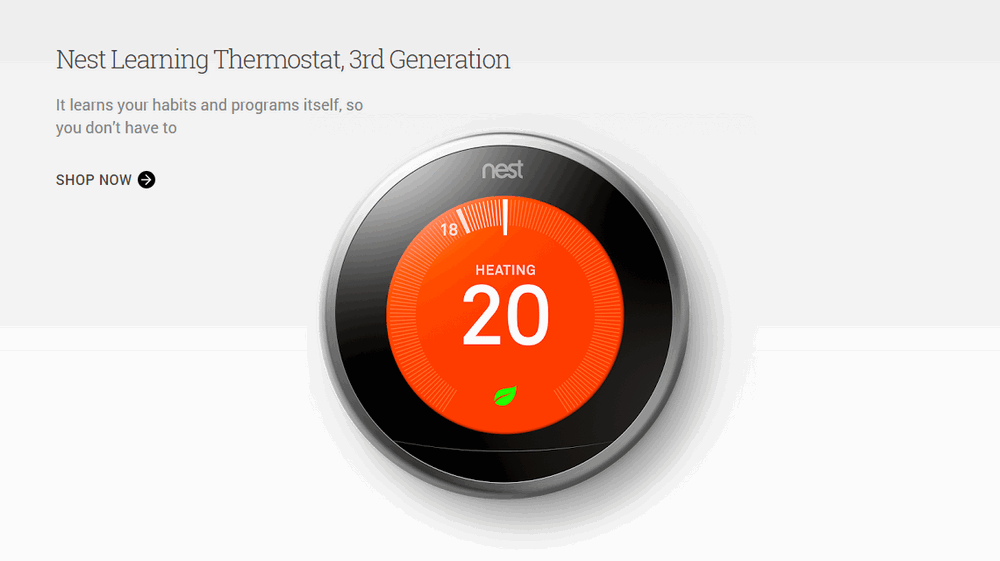 Nest Learning Thermostat, 3rd Generation
It learns your habits and programs itself, so
you don't have to
SHOP NOW
nest
18
HEATING
20